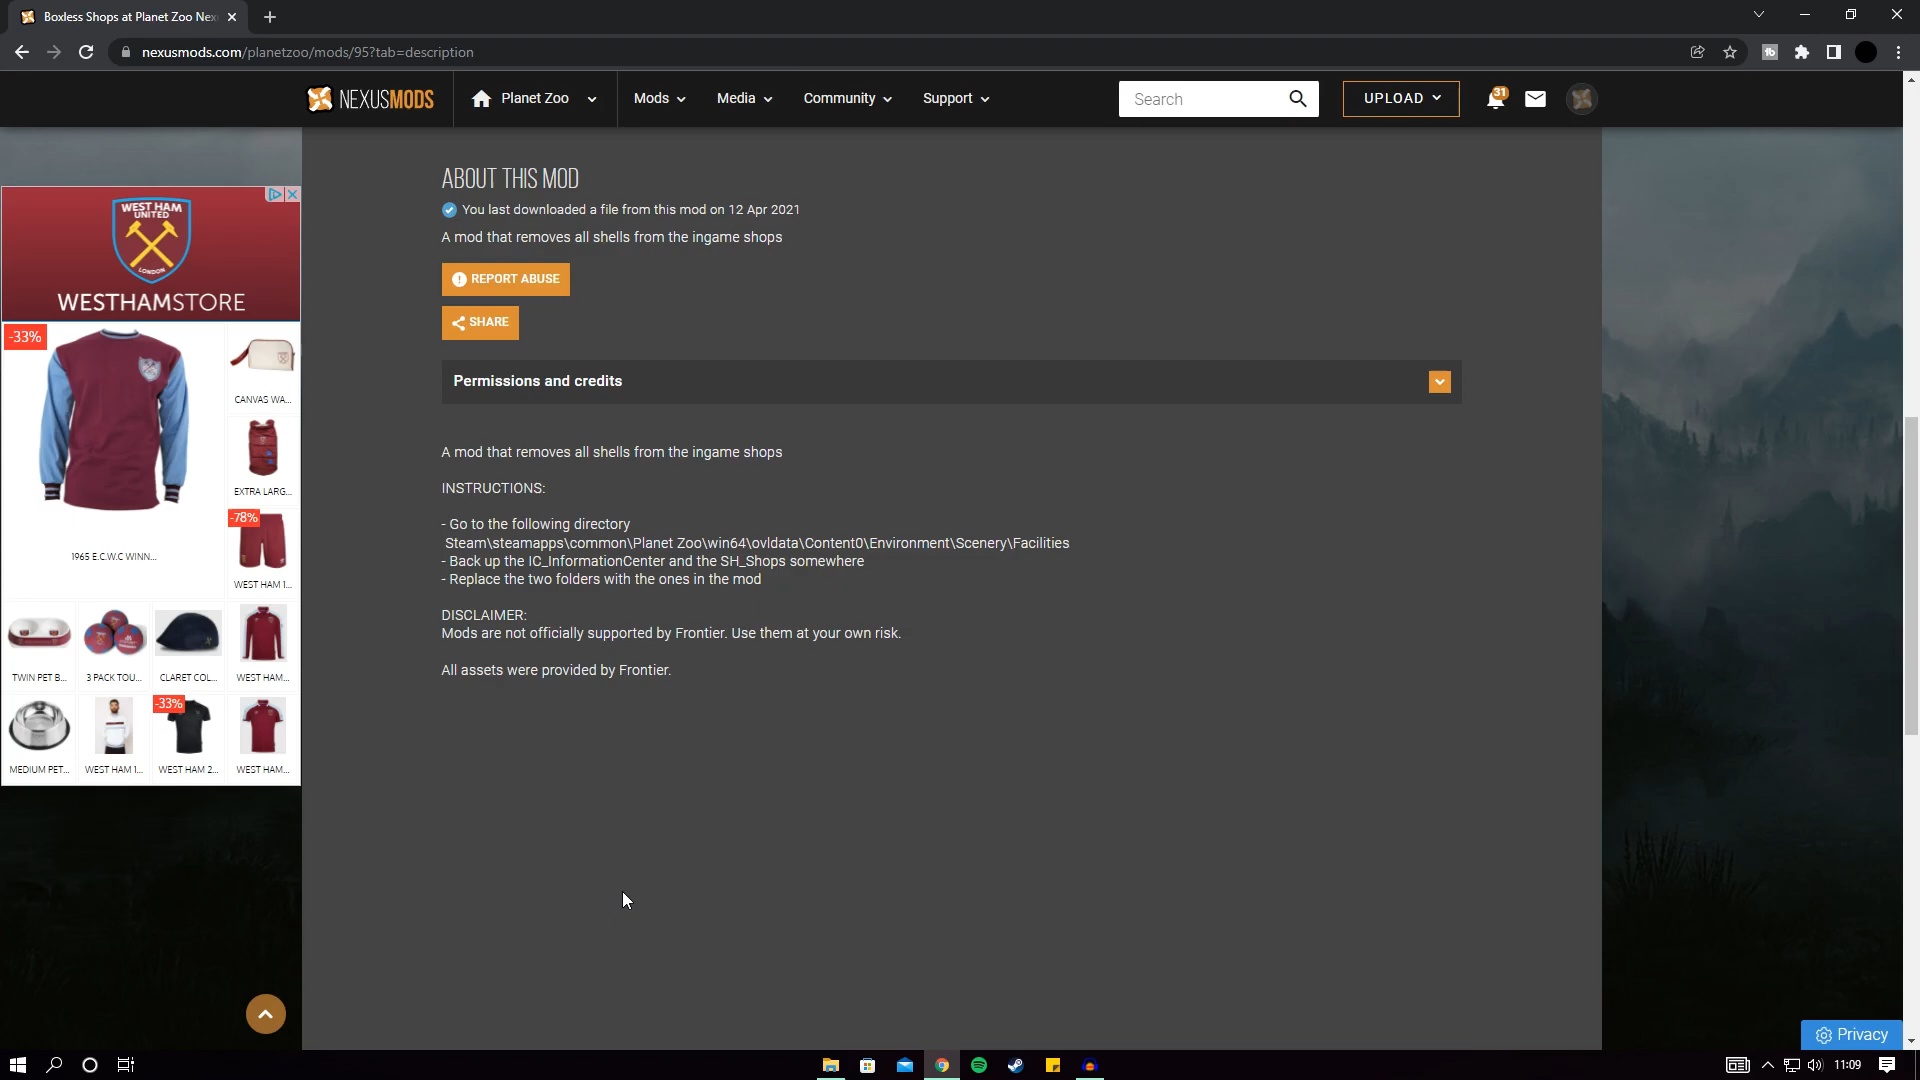 Boxless Shops at Planet Zoo Nex
nexusmods.com/planetzoo/mods/95?tab=description
NEXUSMODS
Planet Zoo
Mods
Media
Community
Support
Search
UPLOAD
31
ABOUT THIS MOD
You last downloaded a file from this mod on 12 Apr 2021
A mod that removes all shells from the ingame shops
REPORT ABUSE
SHARE
Permissions and credits
A mod that removes all shells from the ingame shops
INSTRUCTIONS:
- Go to the following directory
Steam\steamapps\common\Planet Zoo\win64\ovldata\Content0\Environment\Scenery\Facilities
- Back up the IC_InformationCenter and the SH_Shops somewhere
- Replace the two folders with the ones in the mod
DISCLAIMER:
Mods are not officially supported by Frontier. Use them at your own risk.
All assets were provided by Frontier.
WEST HAM
UNITED
LONDON
WESTHAMSTORE
-33%
CANVAS WA...
EXTRA LARG...
-78%
1965 E.C.W.C WINN...
WEST HAM 1...
TWIN PET B...
3 PACK TOU...
CLARET COL...
WEST HAM...
-33%
MEDIUM PET...
WEST HAM 1...
WEST HAM 2...
WEST HAM...
Privacy
11:09